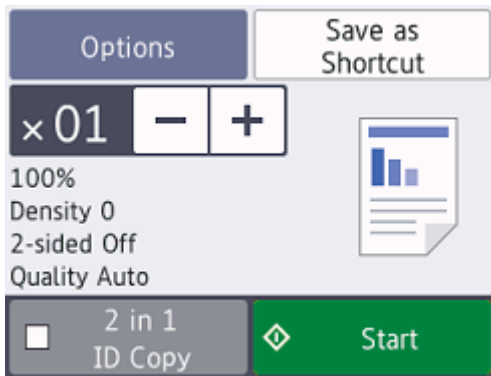 Options
Save as
Shortcut
×01
−
+
100%
Density 0
2-sided Off
Quality Auto
2 in 1
ID Copy
Start